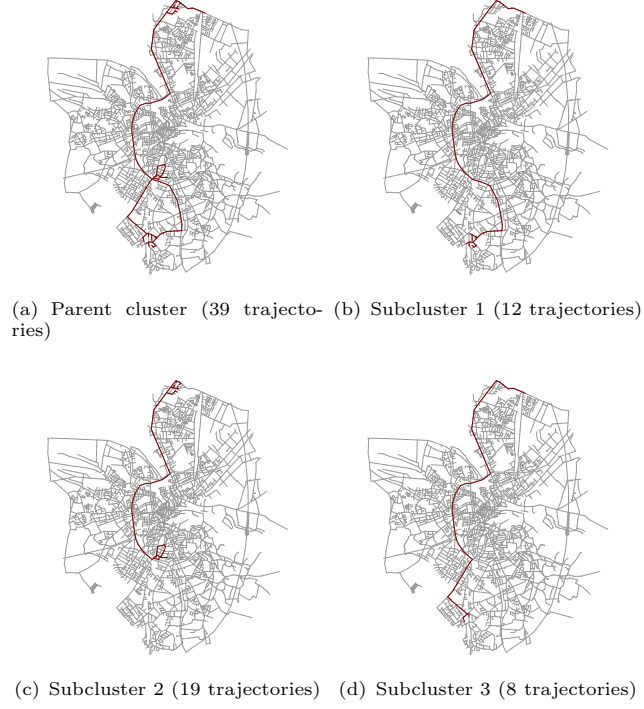 (a) Parent cluster (39 trajecto-
ries)
(b) Subcluster 1 (12 trajectories)
(c) Subcluster 2 (19 trajectories)
(d) Subcluster 3 (8 trajectories)